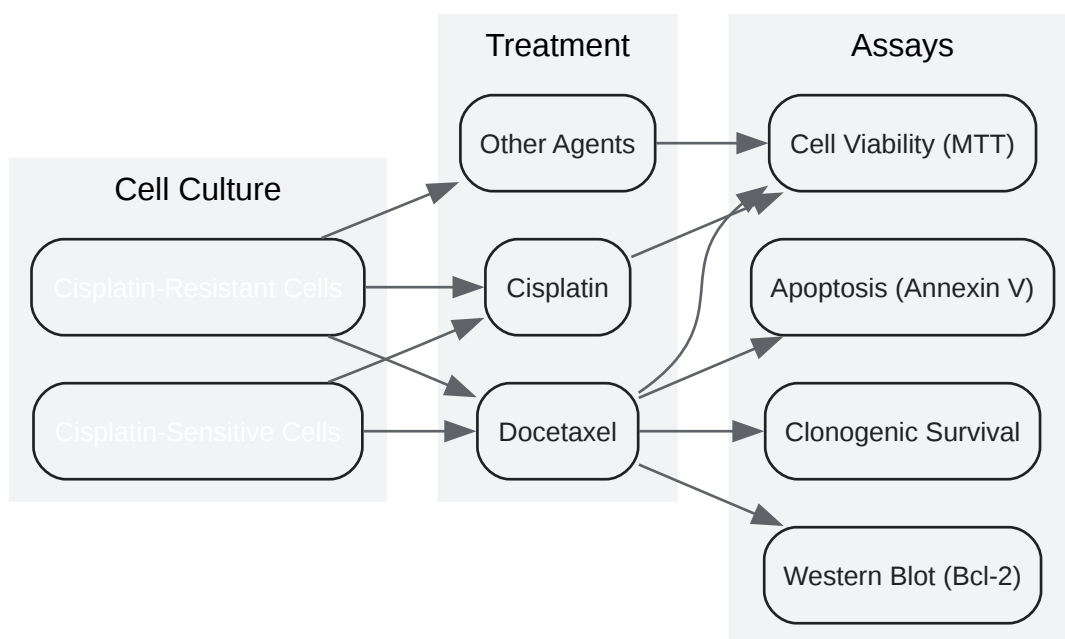 Cell Culture
Cisplatin-Resistant Cells
Cisplatin-Sensitive Cells
Treatment
Other Agents
Cisplatin
Docetaxel
Assays
Cell Viability (MTT)
Apoptosis (Annexin V)
Clonogenic Survival
Western Blot (Bcl-2)